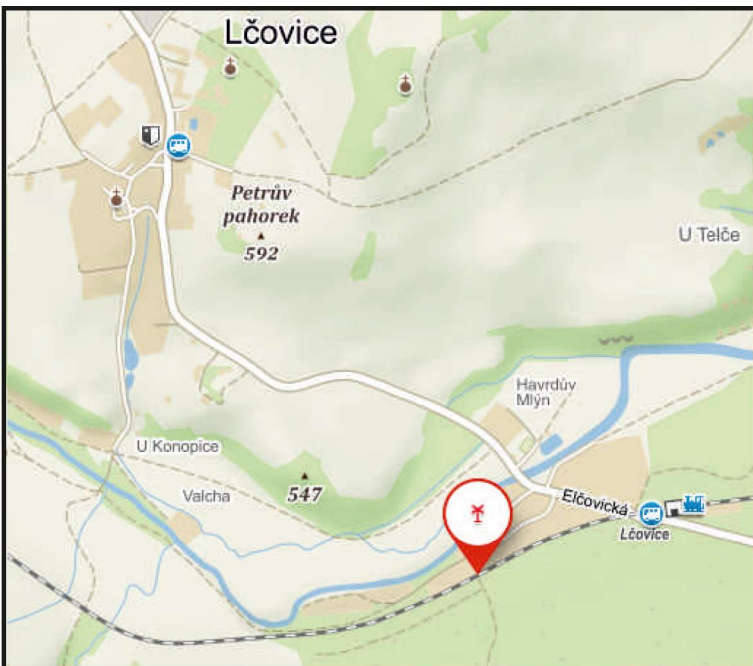 Lčovice
Petrův
pahorek
592
U Telče
Havrdův
Mlýn
U Konopice
547
Valcha
Elčovická
Lčovice